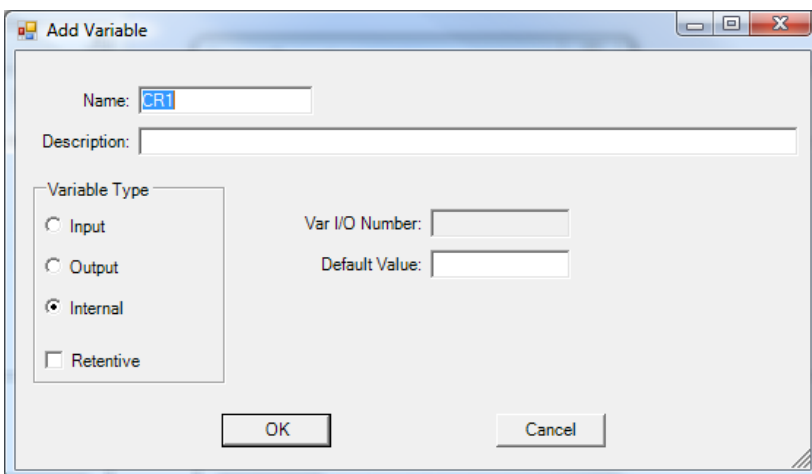 Add Variable
Name: CR1
Description:
Variable Type
Input
Var I/O Number:
Output
Default Value:
Internal
Retentive
OK
Cancel